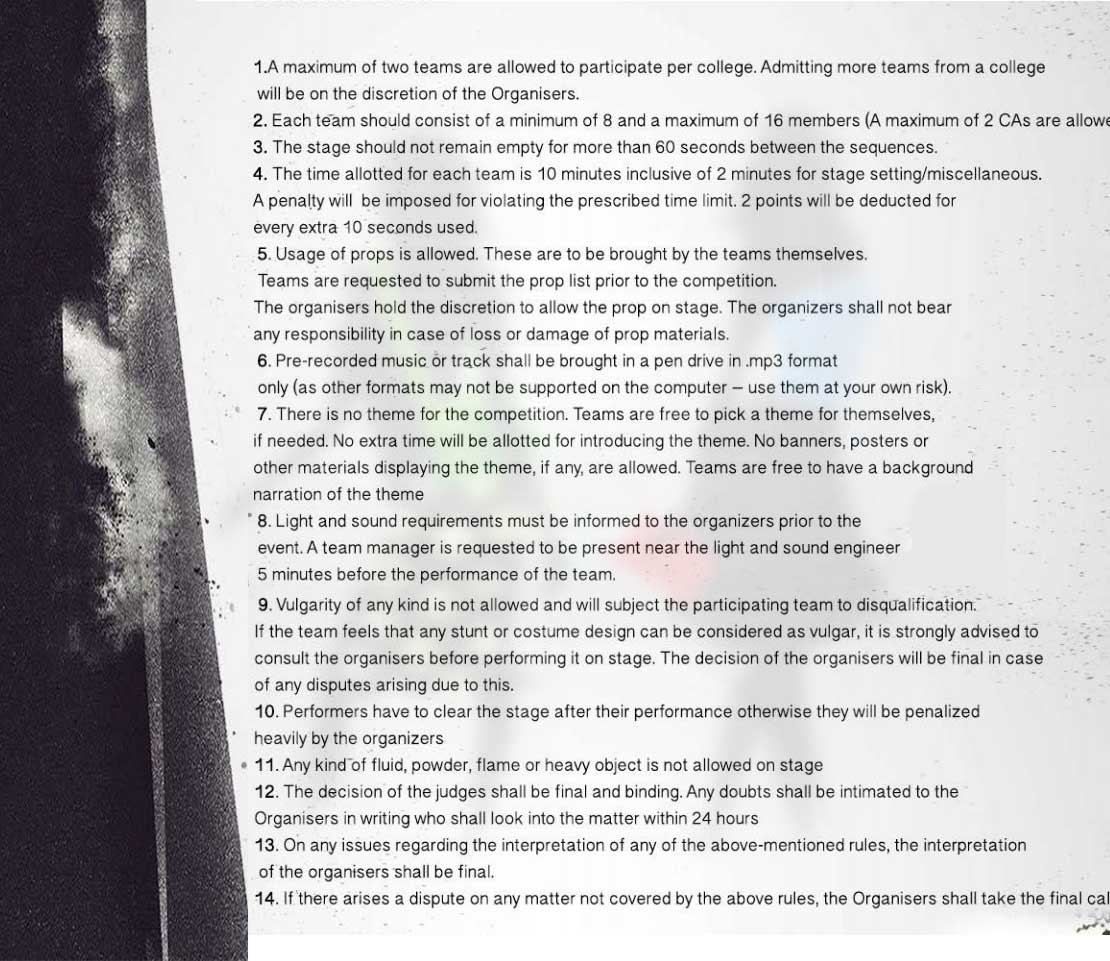 1.A maximum of two teams are allowed to participate per college. Admitting more teams from a college
will be on the discretion of the Organisers.
2. Each team should consist of a minimum of 8 and a maximum of 16 members (A maximum of 2 CAs are allowe
3. The stage should not remain empty for more than 60 seconds between the sequences.
4. The time allotted for each team is 10 minutes inclusive of 2 minutes for stage setting/miscellaneous.
A penalty will be imposed for violating the prescribed time limit. 2 points will be deducted for
every extra 10 seconds used.
5. Usage of props is allowed. These are to be brought by the teams themselves.
Teams are requested to submit the prop list prior to the competition.
The organisers hold the discretion to allow the prop on stage. The organizers shall not bear
any responsibility in case of loss or damage of prop materials.
6. Pre-recorded music or track shall be brought in a pen drive in .mp3 format
only (as other formats may not be supported on the computer – use them at your own risk).
7. There is no theme for the competition. Teams are free to pick a theme for themselves,
if needed. No extra time will be allotted for introducing the theme. No banners, posters or
other materials displaying the theme, if any, are allowed. Teams are free to have a background
narration of the theme
8. Light and sound requirements must be informed to the organizers prior to the
event. A team manager is requested to be present near the light and sound engineer
5 minutes before the performance of the team.
9. Vulgarity of any kind is not allowed and will subject the participating team to disqualification.
If the team feels that any stunt or costume design can be considered as vulgar, it is strongly advised to
consult the organisers before performing it on stage. The decision of the organisers will be final in case
of any disputes arising due to this.
10. Performers have to clear the stage after their performance otherwise they will be penalized
heavily by the organizers
11. Any kind of fluid, powder, flame or heavy object is not allowed on stage
12. The decision of the judges shall be final and binding. Any doubts shall be intimated to the
Organisers in writing who shall look into the matter within 24 hours
13. On any issues regarding the interpretation of any of the above-mentioned rules, the interpretation
of the organisers shall be final.
14. If there arises a dispute on any matter not covered by the above rules, the Organisers shall take the final cal